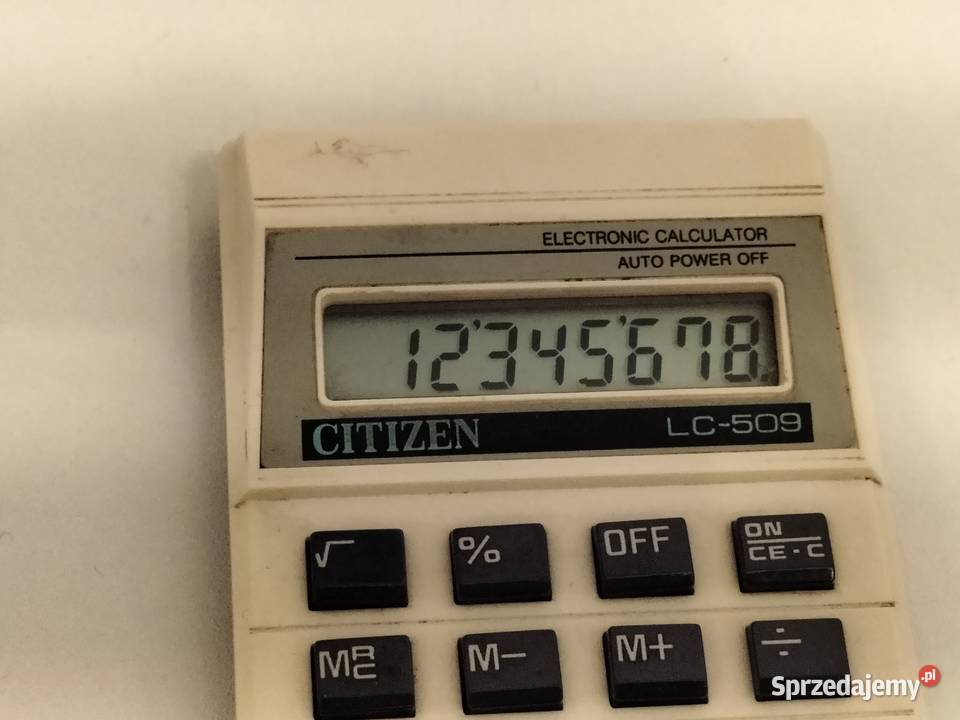 ELECTRONIC CALCULATOR
AUTO POWER OFF
12'345'678.
CITIZEN LC-509
√ % OFF ON
CE·C
MRC M− M+ ÷
Sprzedajemy.pl